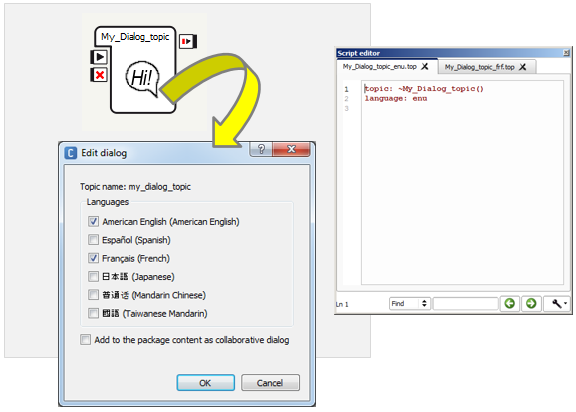 My_Dialog_topic
Hi!
Script editor
My_Dialog_topic_enu.top
My_Dialog_topic_frf.top
1 topic: ~My_Dialog_topic()
2 language: enu
3
Ln 1
Find
C Edit dialog
?
Topic name: my_dialog_topic
Languages
American English (American English)
Español (Spanish)
Français (French)
日本語 (Japanese)
普通话 (Mandarin Chinese)
國語 (Taiwanese Mandarin)
Add to the package content as collaborative dialog
OK
Cancel